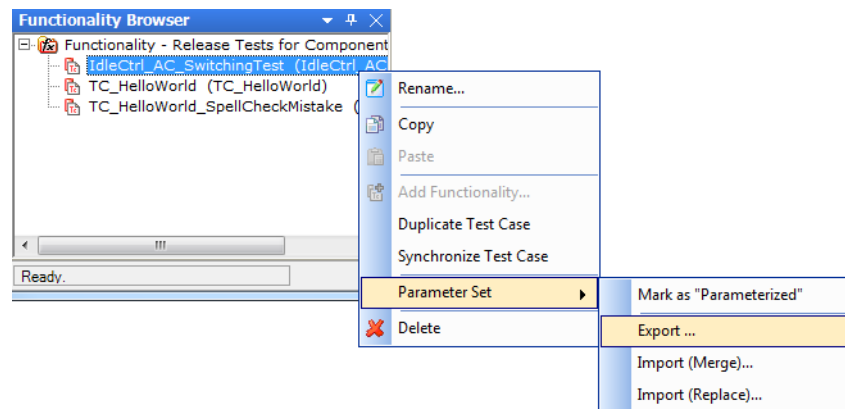 Functionality Browser
Functionality - Release Tests for Component
IdleCtrl_AC_SwitchingTest (IdleCtrl_AC
TC_HelloWorld (TC_HelloWorld)
TC_HelloWorld_SpellCheckMistake (
Ready.
Rename...
Copy
Paste
Add Functionality...
Duplicate Test Case
Synchronize Test Case
Parameter Set
Delete
Mark as "Parameterized"
Export ...
Import (Merge)...
Import (Replace)...